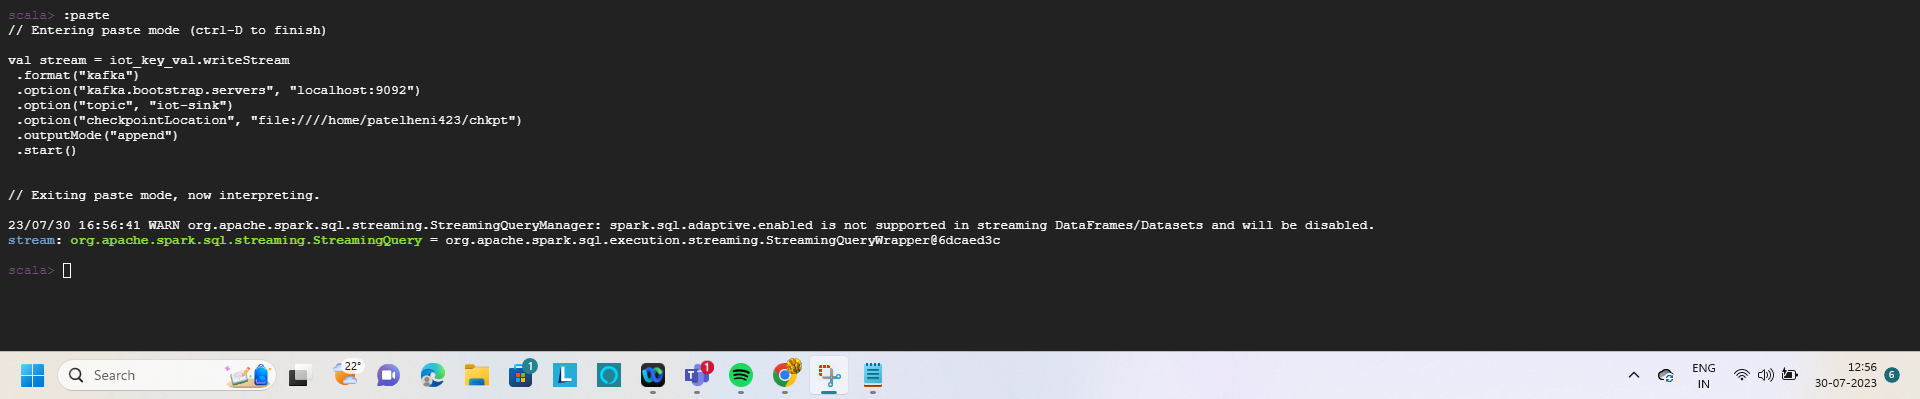 scala> :paste
// Entering paste mode (ctrl-D to finish)
val stream = iot_key_val.writeStream
.format("kafka")
.option("kafka.bootstrap.servers", "localhost:9092")
.option("topic", "iot-sink")
.option("checkpointLocation", "file:////home/patelheni423/chkpt")
.outputMode("append")
.start()
// Exiting paste mode, now interpreting.
23/07/30 16:56:41 WARN org.apache.spark.sql.streaming.StreamingQueryManager: spark.sql.adaptive.enabled is not supported in streaming DataFrames/Datasets and will be disabled.
stream: org.apache.spark.sql.streaming.StreamingQuery = org.apache.spark.sql.execution.streaming.StreamingQueryWrapper@6dcaed3c
scala>
Search
22°
1
L
1
ENG
IN
12:56
30-07-2023
6